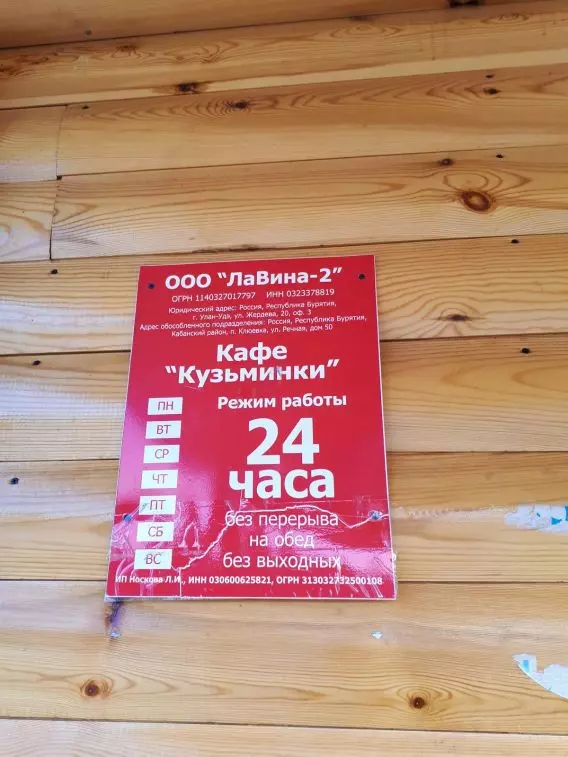 ООО "ЛаВина-2"
ОГРН 1140327017797 ИНН 0323378819
Юридический адрес: Россия, Республика Бурятия,
г. Улан-Удэ, ул. Жердева, 20, оф. 3
Адрес обособленного подразделения: Россия, Республика Бурятия,
Кабанский район, п. Клюевка, ул. Речная, дом 50
Кафе
"Кузьминки"
Режим работы
ПН
ВТ
СР
ЧТ
ПТ
СБ
ВС
24
часа
без перерыва
на обед
без выходных
ИП Носкова Л.И., ИНН 030600625821, ОГРН 313032732500108